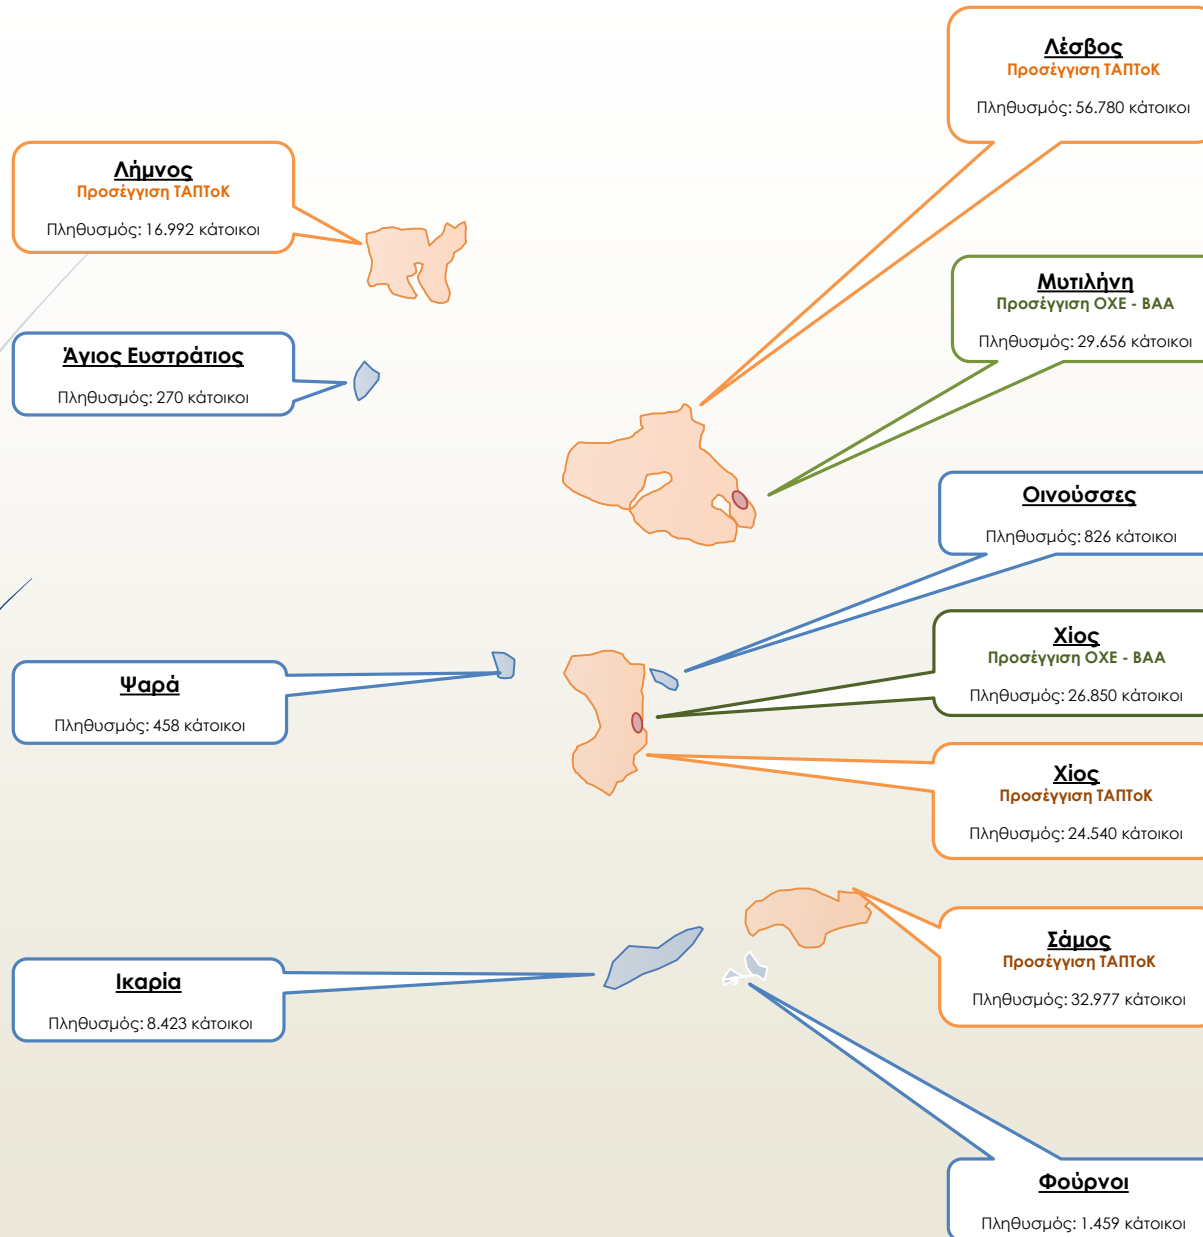 Λέσβος
Προσέγγιση ΤΑΠΤοΚ
Πληθυσμός: 56.780 κάτοικοι
Λήμνος
Προσέγγιση ΤΑΠΤοΚ
Πληθυσμός: 16.992 κάτοικοι
Μυτιλήνη
Προσέγγιση ΟΧΕ - ΒΑΑ
Πληθυσμός: 29.656 κάτοικοι
Άγιος Ευστράτιος
Πληθυσμός: 270 κάτοικοι
Οινούσσες
Πληθυσμός: 826 κάτοικοι
Χίος
Προσέγγιση ΟΧΕ - ΒΑΑ
Πληθυσμός: 26.850 κάτοικοι
Ψαρά
Πληθυσμός: 458 κάτοικοι
Χίος
Προσέγγιση ΤΑΠΤοΚ
Πληθυσμός: 24.540 κάτοικοι
Σάμος
Προσέγγιση ΤΑΠΤοΚ
Πληθυσμός: 32.977 κάτοικοι
Ικαρία
Πληθυσμός: 8.423 κάτοικοι
Φούρνοι
Πληθυσμός: 1.459 κάτοικοι